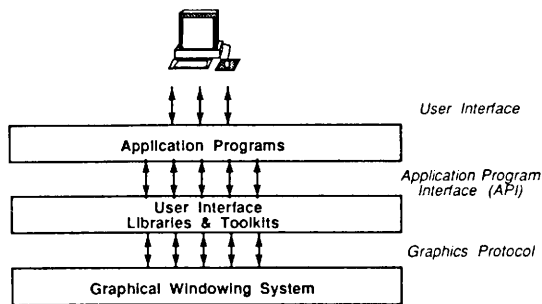 User Interface
Application Programs
Application Program
Interface (API)
User Interface
Libraries & Toolkits
Graphics Protocol
Graphical Windowing System